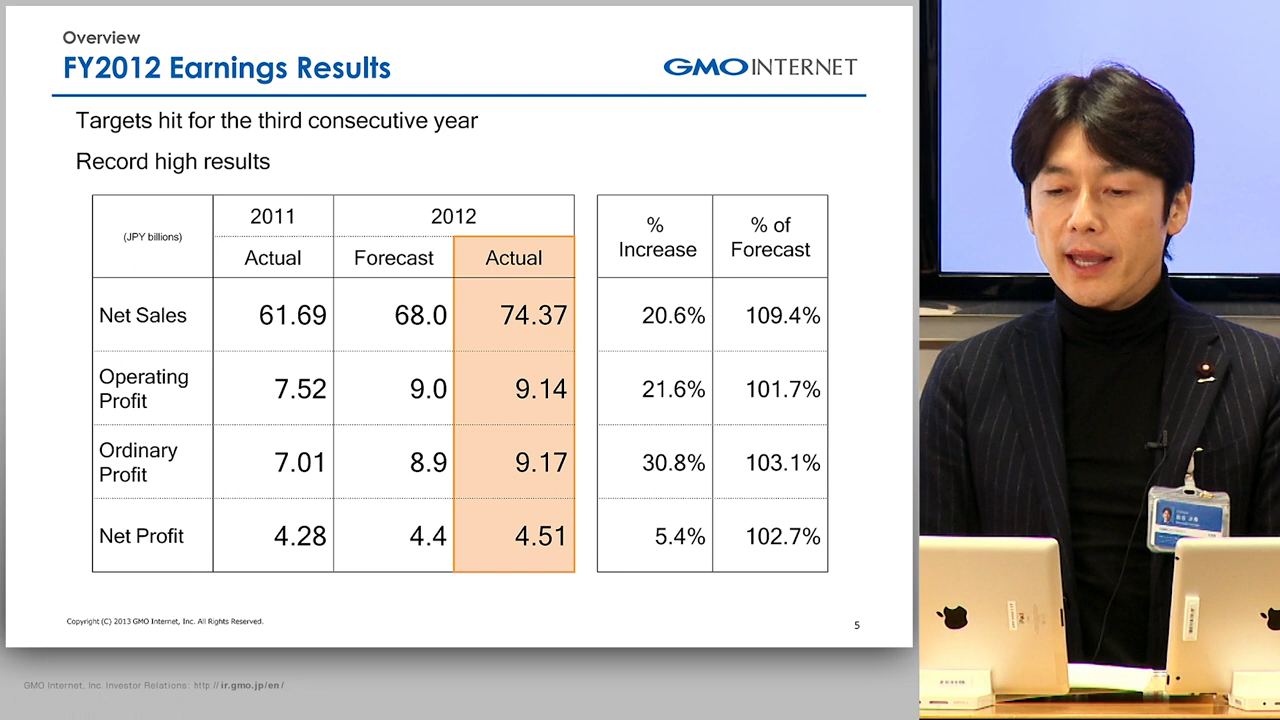 Overview
FY2012 Earnings Results
GMO INTERNET
Targets hit for the third consecutive year
Record high results
(JPY billions)
2011
2012
Actual
Forecast
Actual
% Increase
% of Forecast
Net Sales 61.69 68.0 74.37 20.6% 109.4%
Operating Profit 7.52 9.0 9.14 21.6% 101.7%
Ordinary Profit 7.01 8.9 9.17 30.8% 103.1%
Net Profit 4.28 4.4 4.51 5.4% 102.7%
Copyright (C) 2013 GMO Internet, Inc. All Rights Reserved.
5
GMO Internet, Inc. Investor Relations: http://ir.gmo.jp/en/